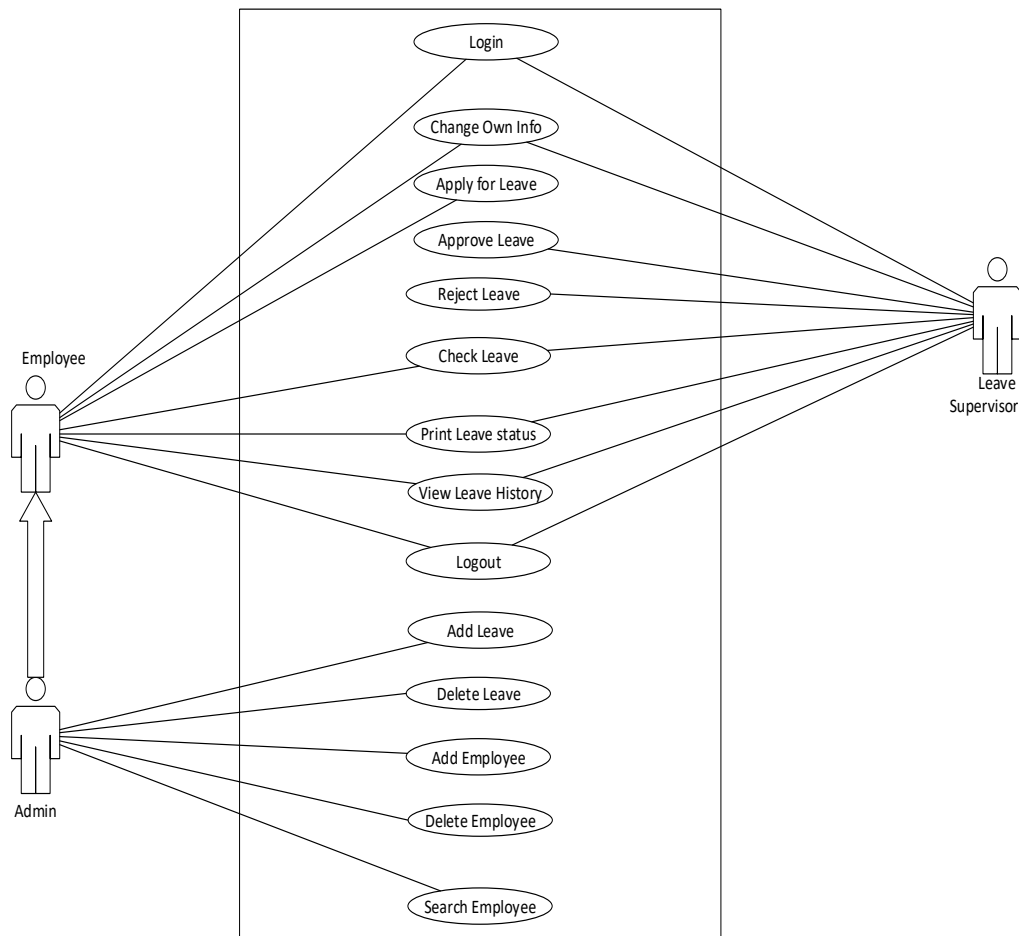 Login
Change Own Info
Apply for Leave
Approve Leave
Reject Leave
Check Leave
Employee
Leave
Supervisor
Print Leave status
View Leave History
Logout
Add Leave
Delete Leave
Add Employee
Admin
Delete Employee
Search Employee